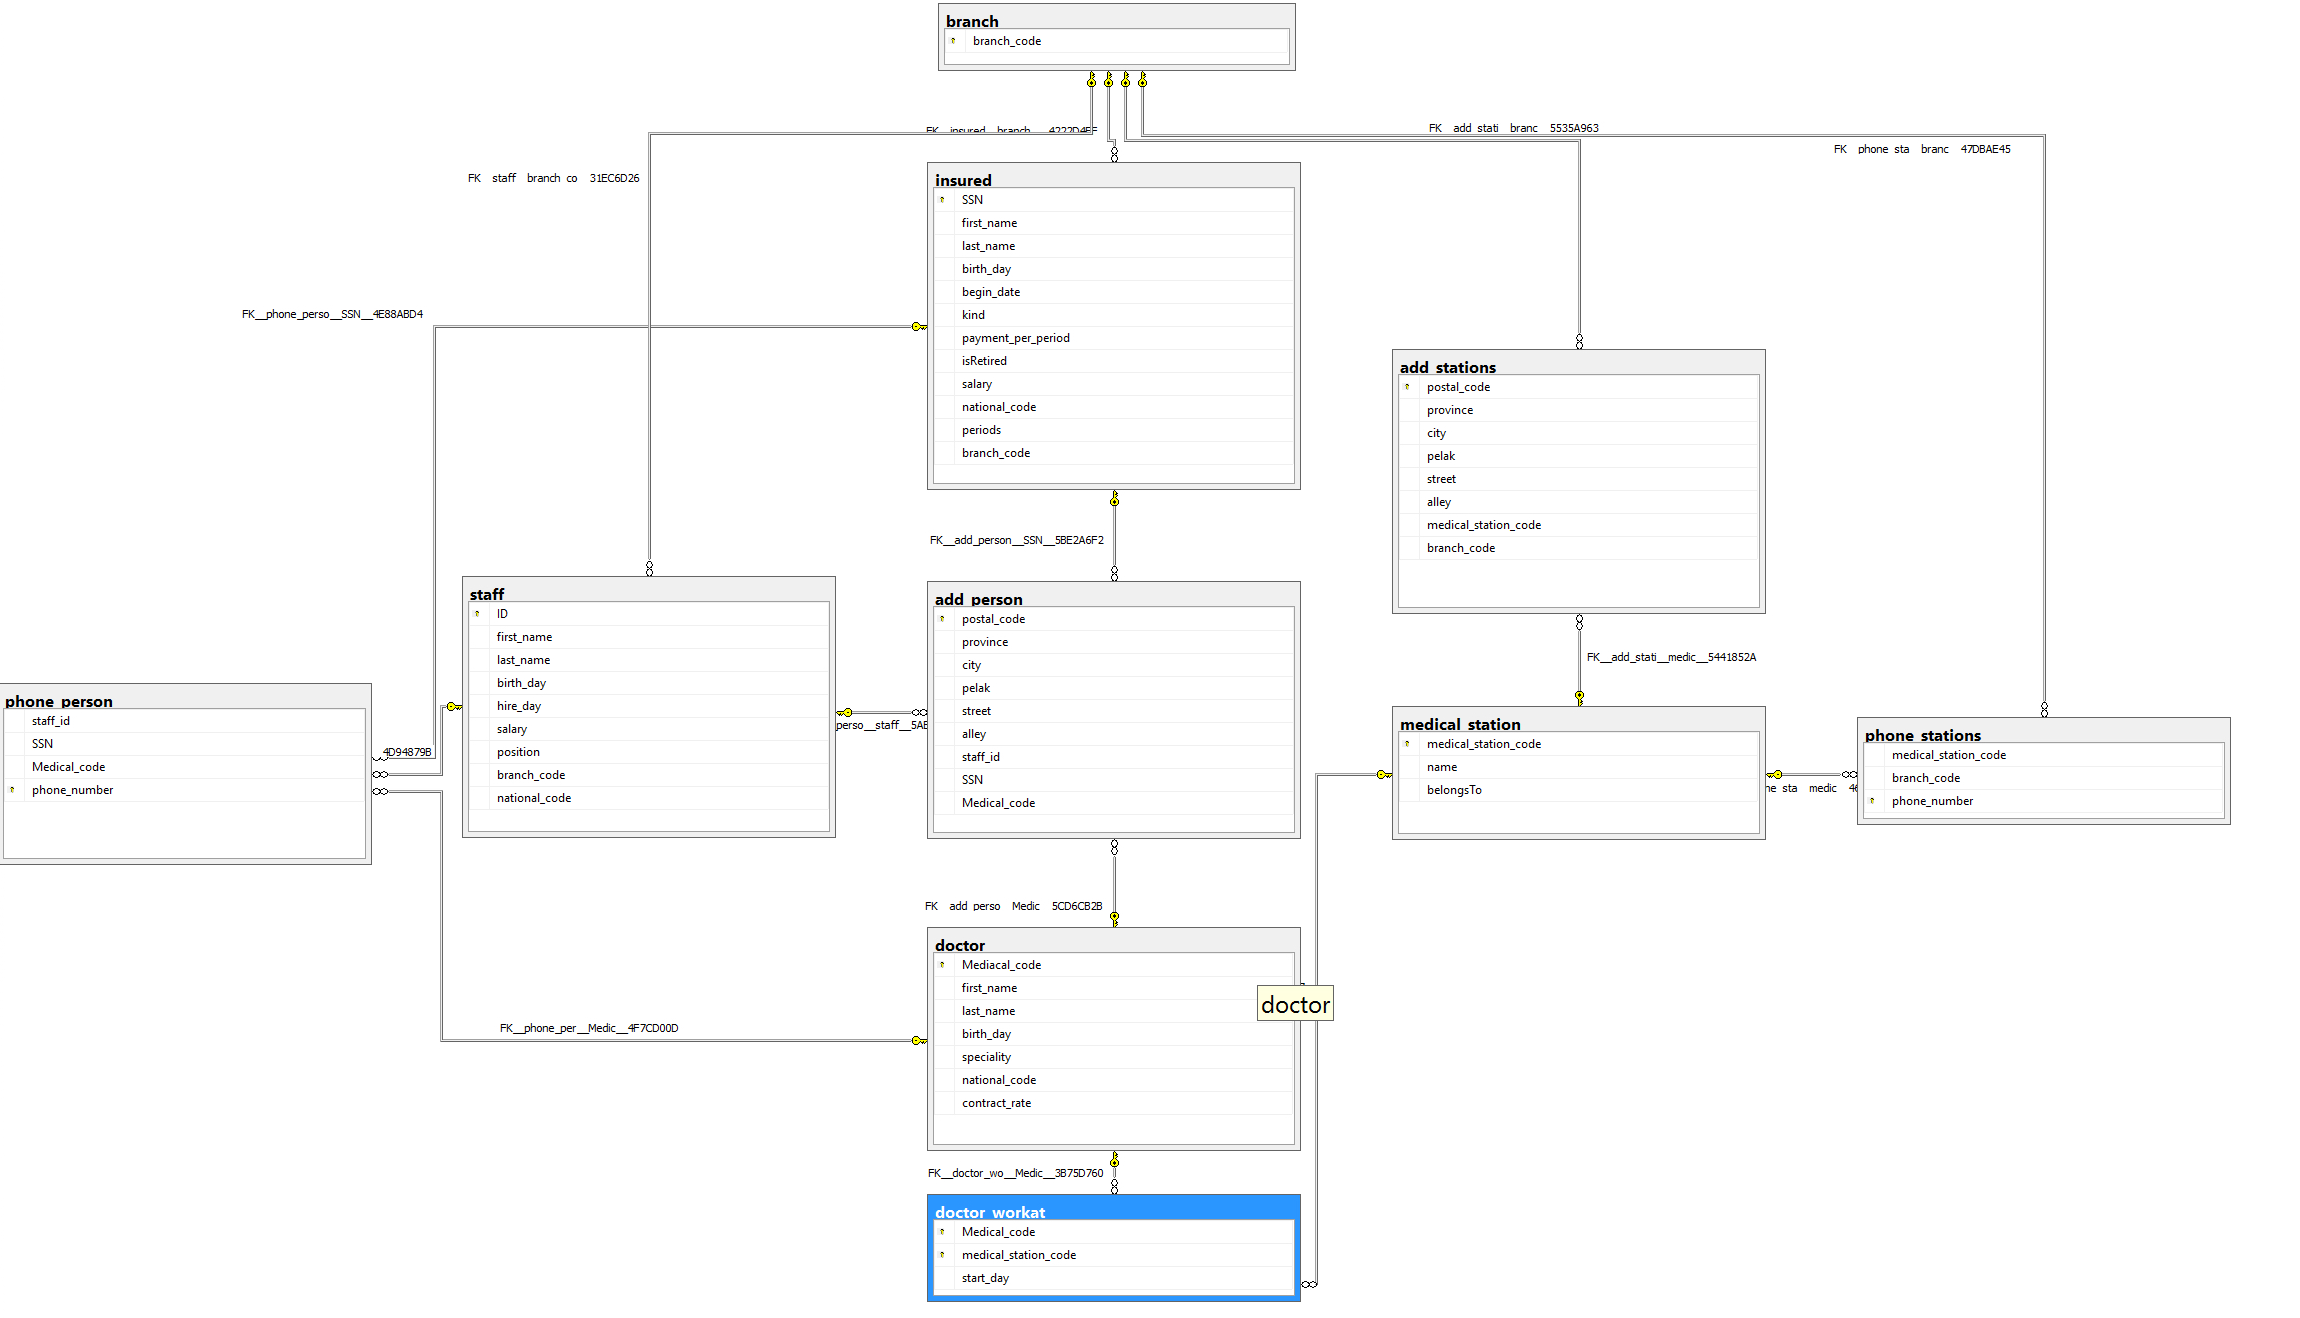 branch
branch_code
FK__insured__branch__4222D4EF
FK__add_stati__branc__5535A963
FK__phone_sta__branc__47DBAE45
FK__staff__branch_co__31EC6D26
insured
SSN
first_name
last_name
birth_day
begin_date
kind
payment_per_period
isRetired
salary
national_code
periods
branch_code
FK__phone_perso__SSN__4E88ABD4
add_stations
postal_code
province
city
pelak
street
alley
medical_station_code
branch_code
FK__add_person__SSN__5BE2A6F2
staff
ID
first_name
last_name
birth_day
hire_day
salary
position
branch_code
national_code
add_person
postal_code
province
city
pelak
street
alley
staff_id
SSN
Medical_code
FK__add_stati__medic__5441852A
phone_person
staff_id
SSN
Medical_code
phone_number
4D94879B
perso__staff__5AE
medical_station
medical_station_code
name
belongsTo
phone_stations
medical_station_code
branch_code
phone_number
ne_sta__medic__46
FK__add_perso__Medic__5CD6CB2B
doctor
Mediacal_code
first_name
last_name
birth_day
speciality
national_code
contract_rate
doctor
FK__phone_per__Medic__4F7CD00D
FK__doctor_wo__Medic__3B75D760
doctor_workat
Medical_code
medical_station_code
start_day